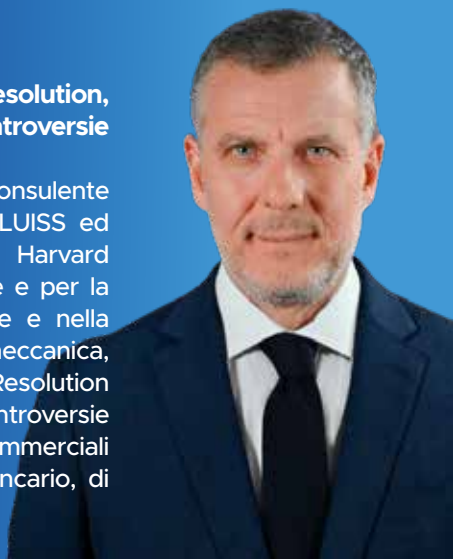 esolution,
ntroversie
onsulente
LUISS ed
Harvard
e e per la
e e nella
neccanica,
Resolution
ntroversie
mmerciali
ncario, di